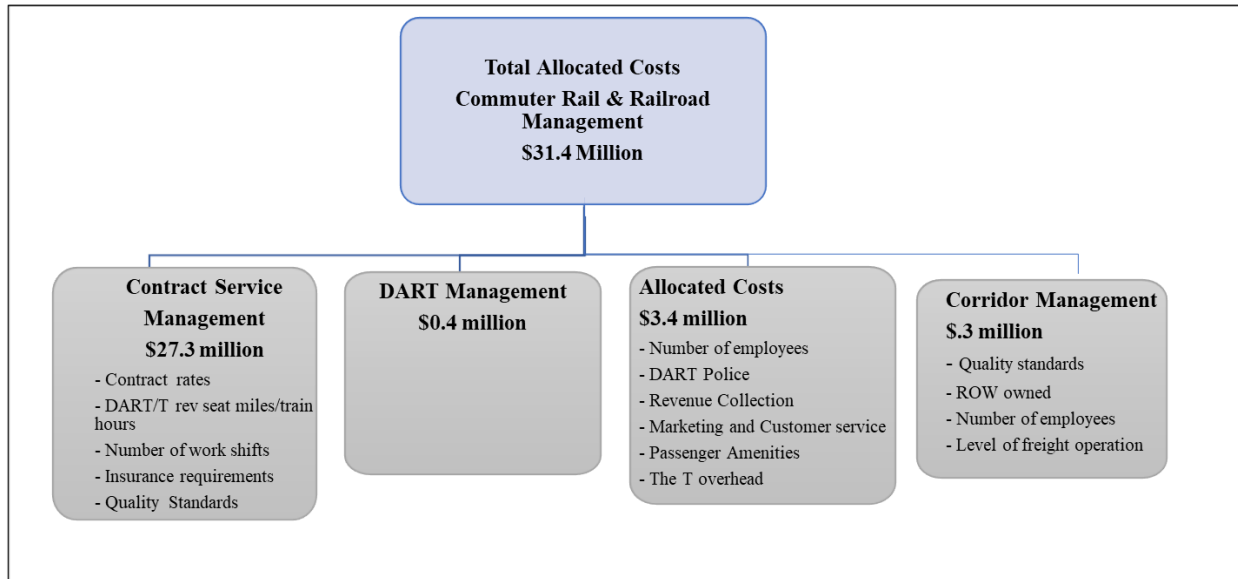 Total Allocated Costs
Commuter Rail & Railroad
Management
$31.4 Million
Contract Service
Management
$27.3 million
- Contract rates
- DART/T rev seat miles/train
hours
- Number of work shifts
- Insurance requirements
- Quality Standards
DART Management
$0.4 million
Allocated Costs
$3.4 million
- Number of employees
- DART Police
- Revenue Collection
- Marketing and Customer service
- Passenger Amenities
- The T overhead
Corridor Management
$.3 million
- Quality standards
- ROW owned
- Number of employees
- Level of freight operation